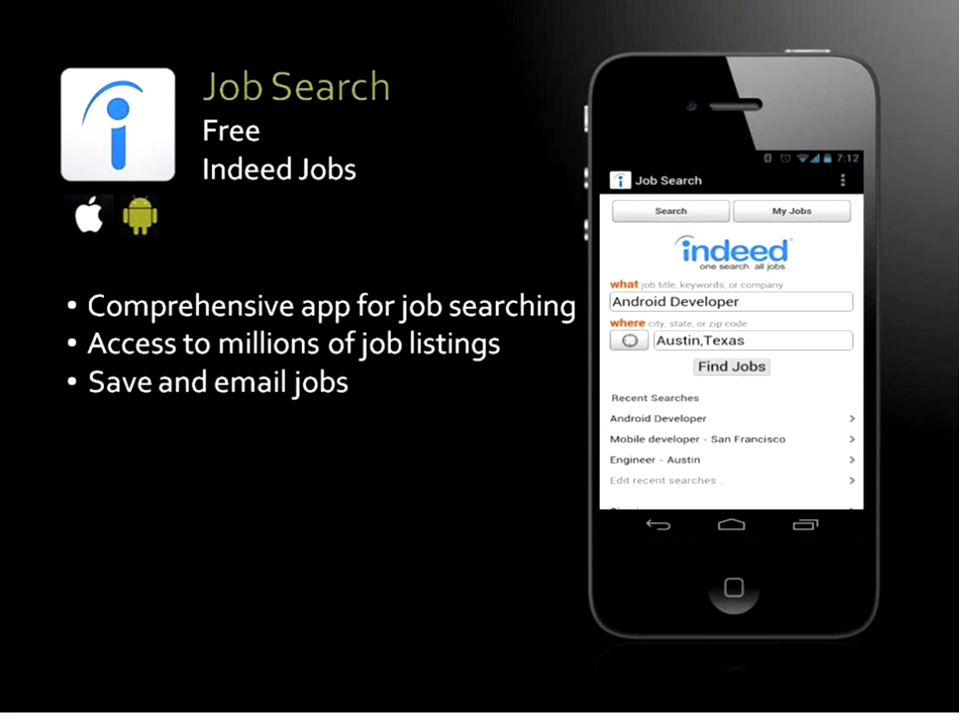 Job Search
Free
Indeed Jobs
• Comprehensive app for job searching
• Access to millions of job listings
• Save and email jobs
7:12
Job Search
Search
My Jobs
indeed
one search. all jobs.
what job title, keywords, or company
Android Developer
where city, state, or zip code
Austin,Texas
Find Jobs
Recent Searches
Android Developer
Mobile developer - San Francisco
Engineer - Austin
Edit recent searches...